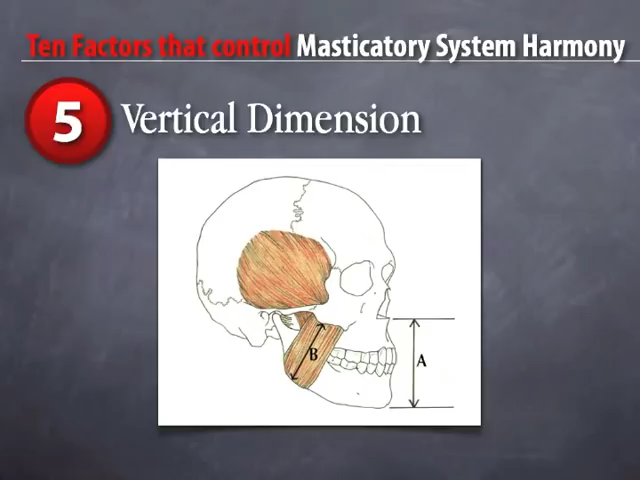 Ten Factors that control Masticatory System Harmony
5 Vertical Dimension
B
A